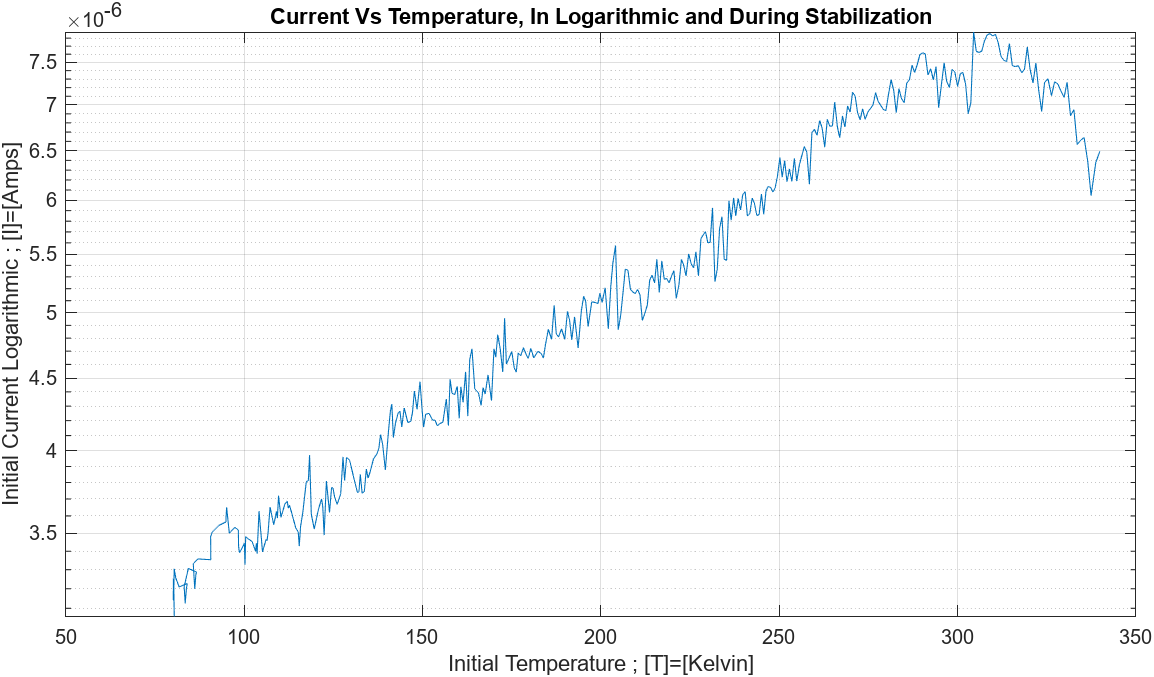 Current Vs Temperature, In Logarithmic and During Stabilization
×10^-6
7.5
7
6.5
6
5.5
5
4.5
4
3.5
Initial Current Logarithmic ; [I]=[Amps]
50 100 150 200 250 300 350
Initial Temperature ; [T]=[Kelvin]